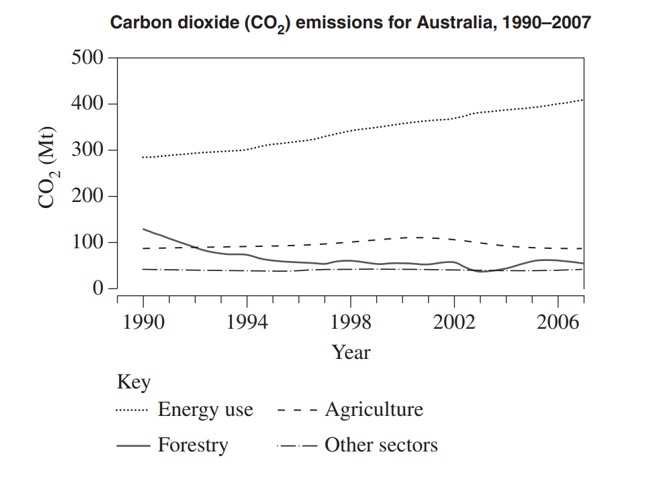 Carbon dioxide (CO₂) emissions for Australia, 1990–2007
500
400
300
200
100
0
CO₂ (Mt)
1990 1994 1998 2002 2006
Year
Key
Energy use Agriculture
Forestry Other sectors